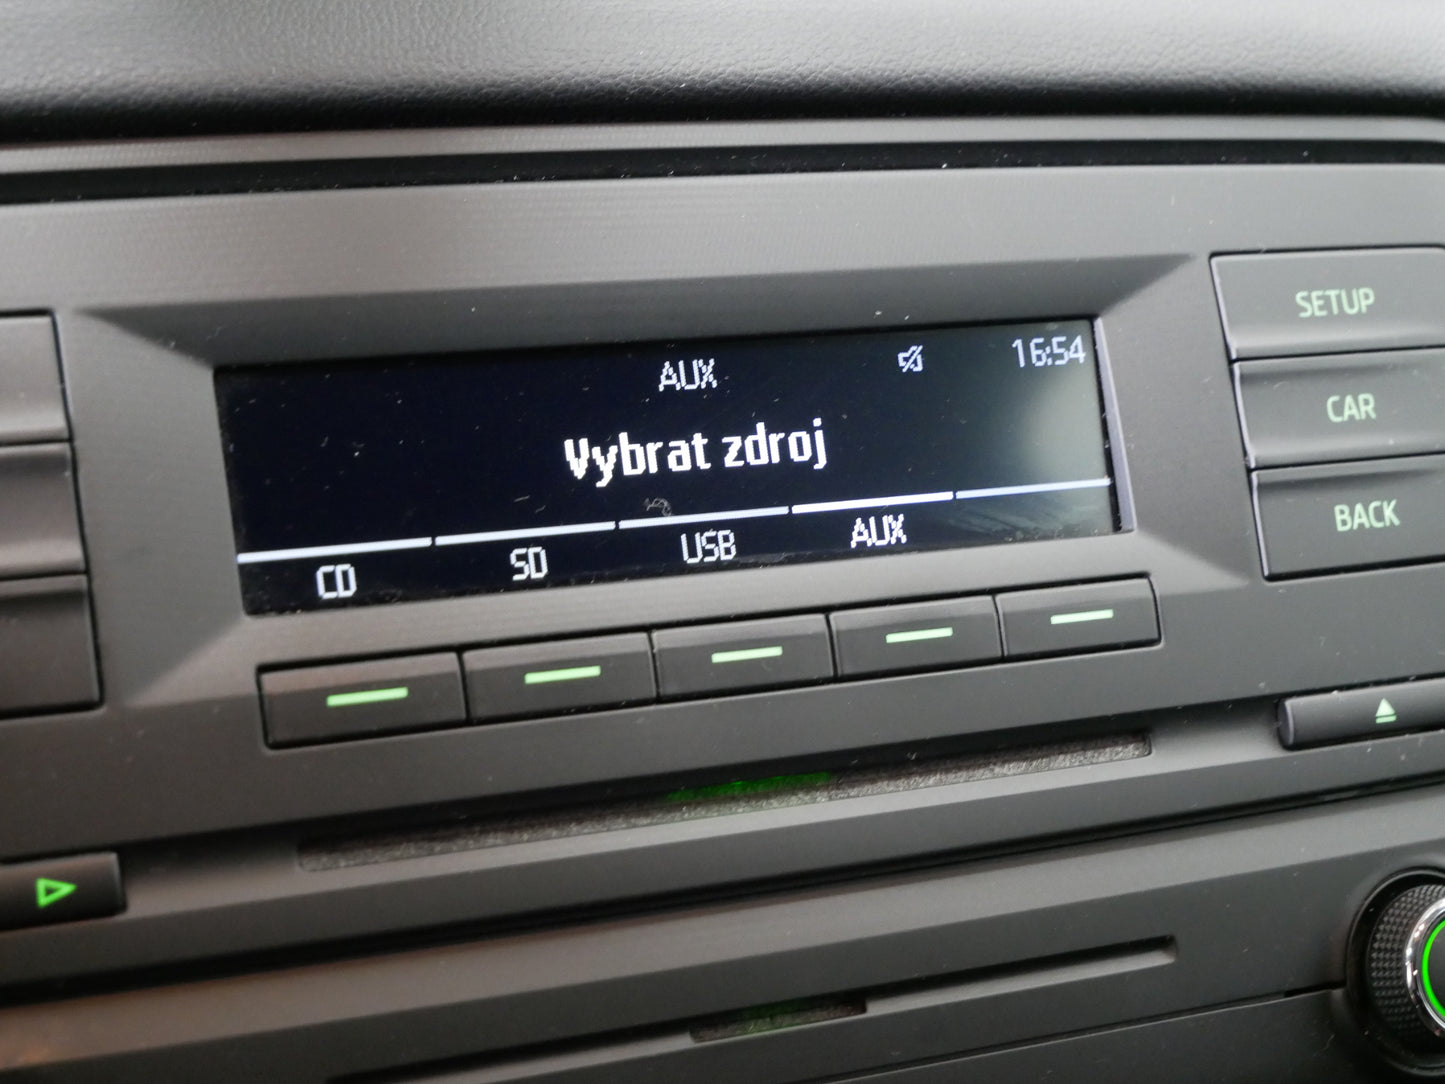 AUX 16:54
Vybrat zdroj
CD SD USB AUX
SETUP
CAR
BACK